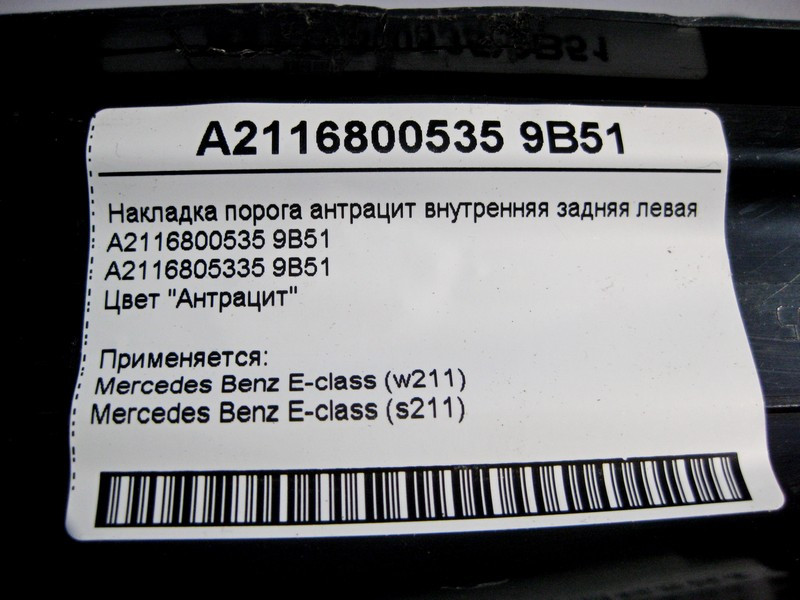 A2116800535 9B51
Накладка порога антрацит внутренняя задняя левая
A2116800535 9B51
A2116805335 9B51
Цвет "Антрацит"
Применяется:
Mercedes Benz E-class (w211)
Mercedes Benz E-class (s211)